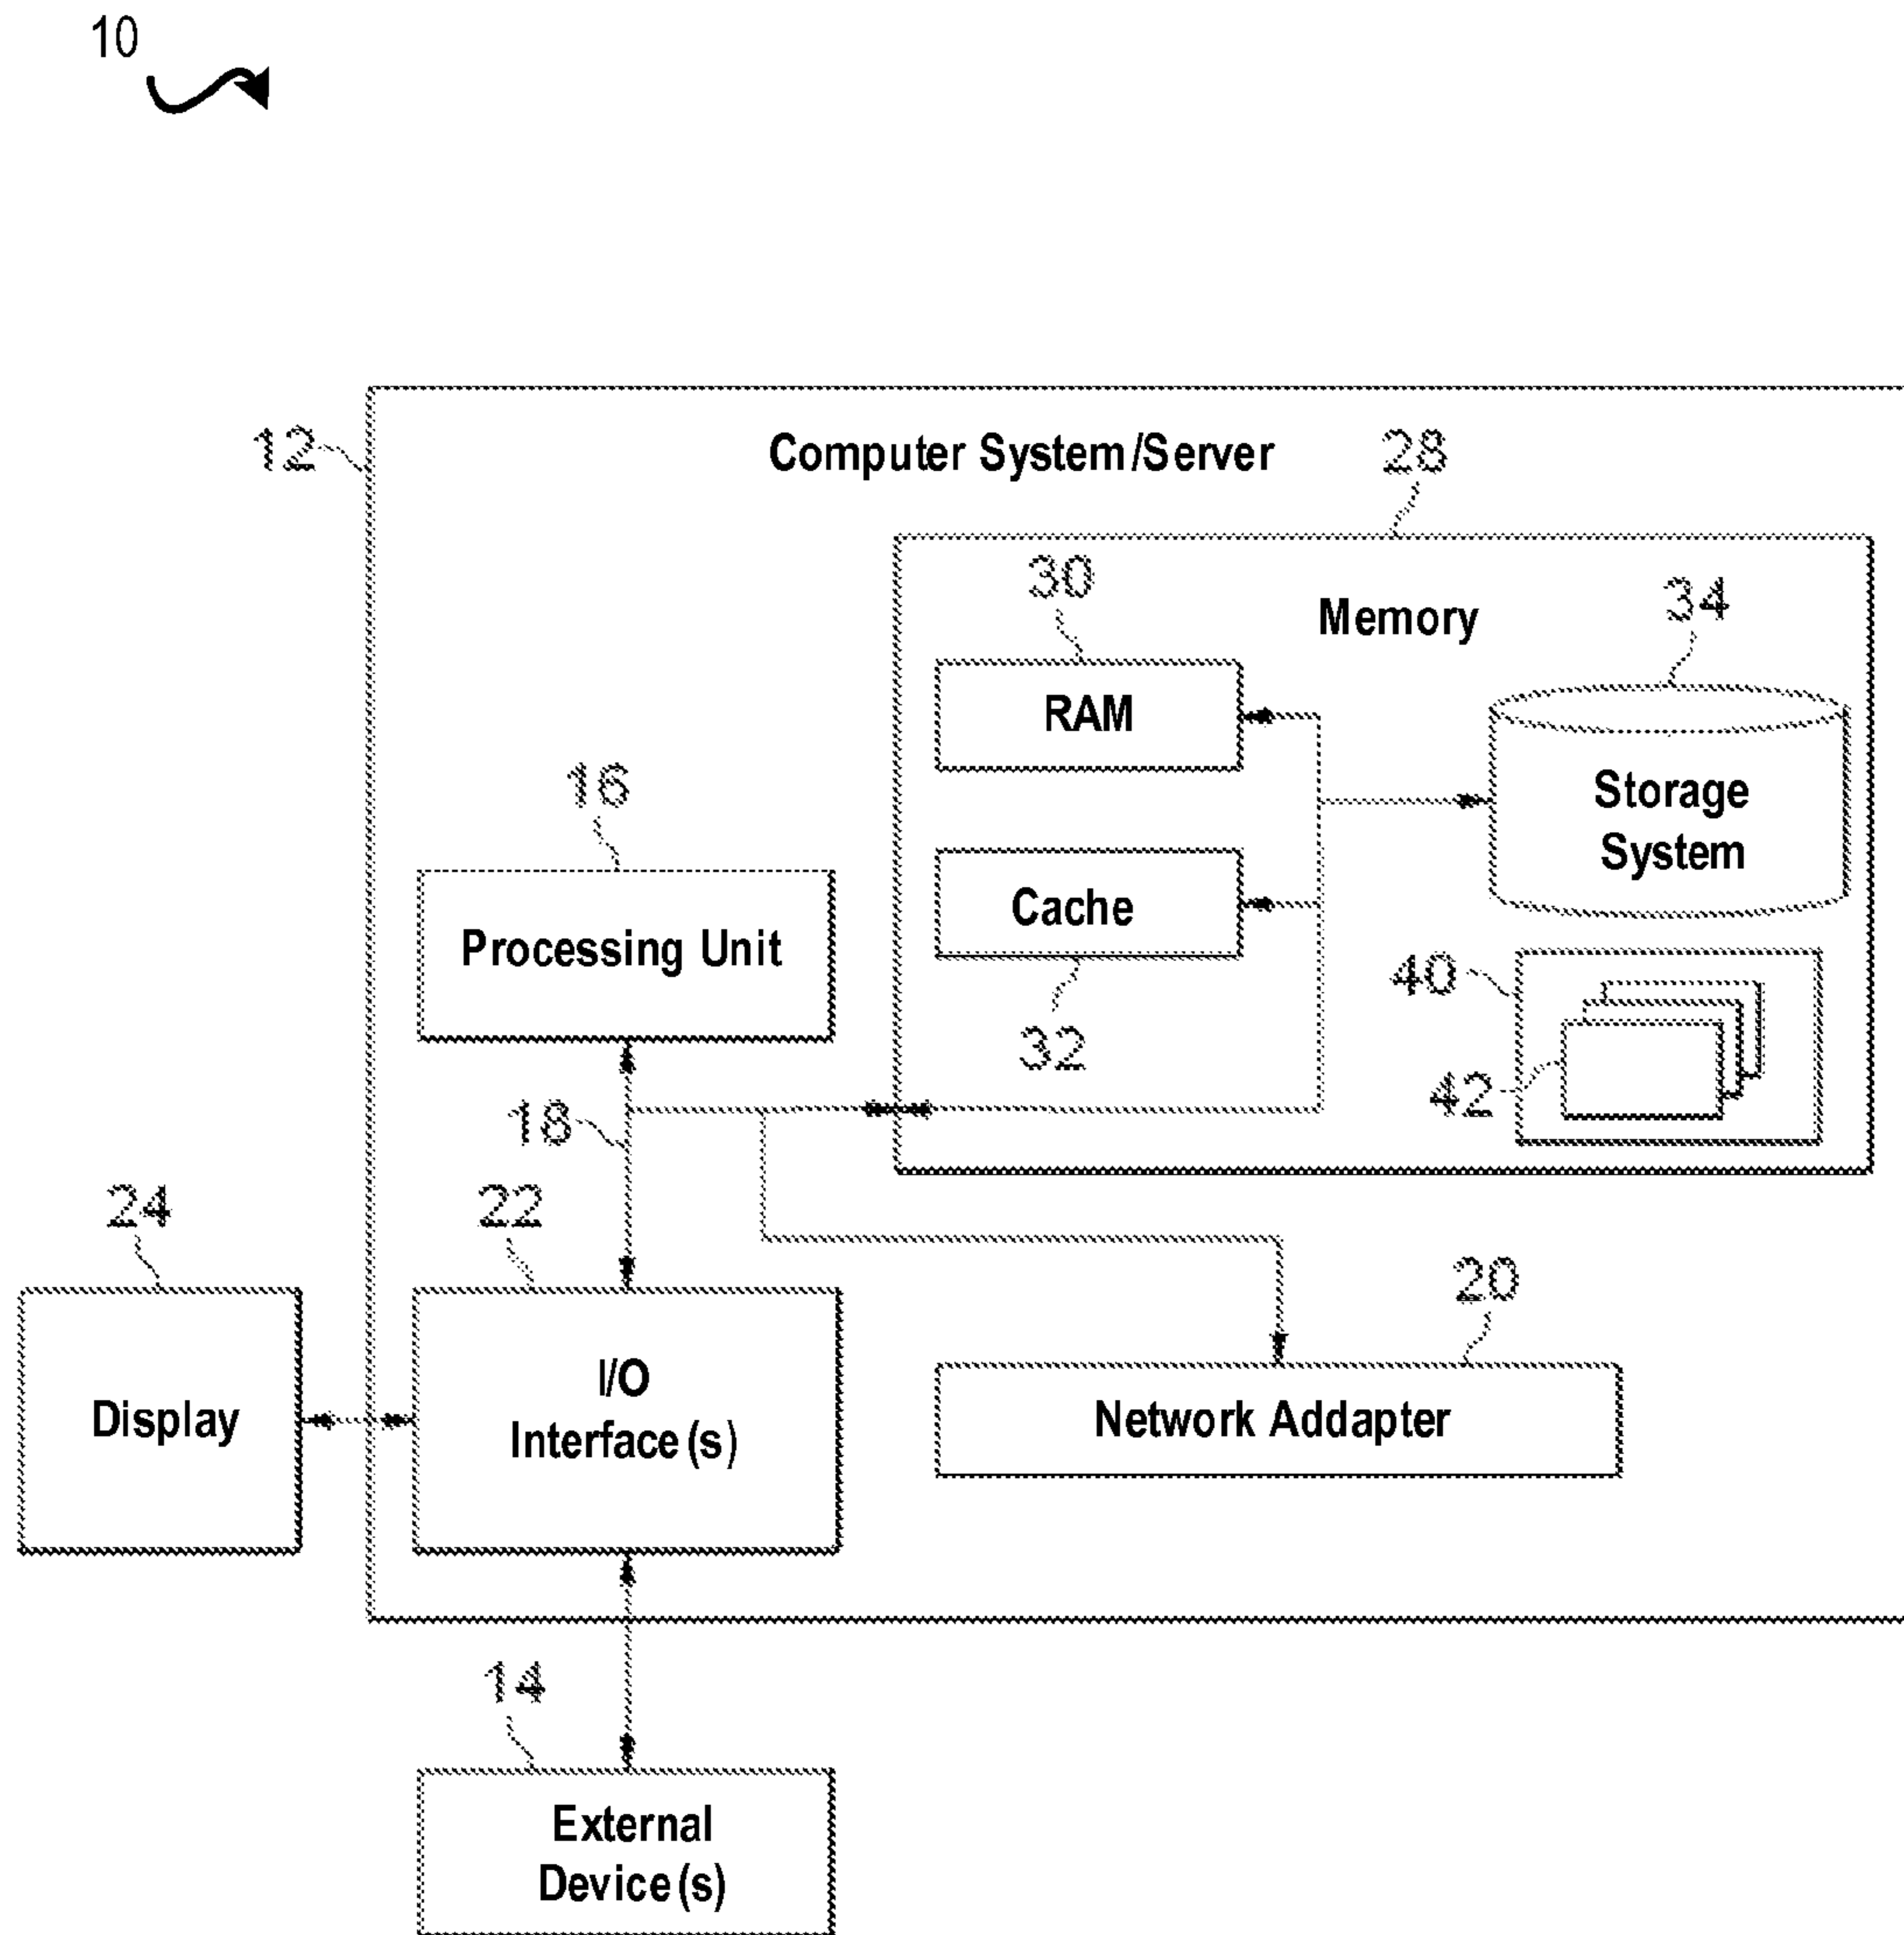 10
12
Computer System/Server
28
30
Memory
34
RAM
Storage
System
16
Cache
Processing Unit
40
32
42
18
24
22
20
Display
I/O
Interface(s)
Network Addapter
14
External
Device(s)